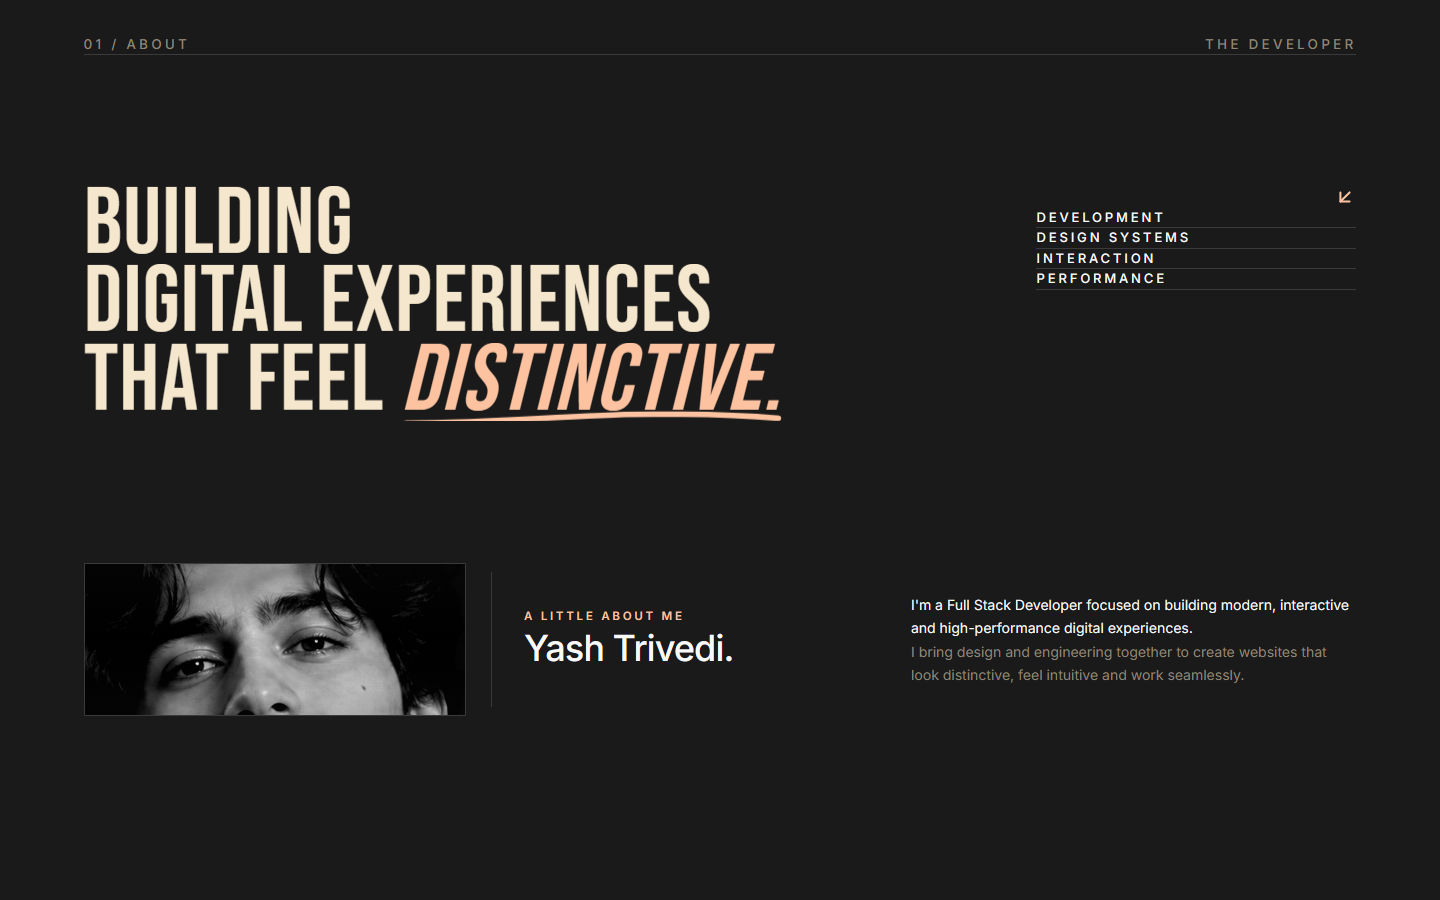 01 / ABOUT
THE DEVELOPER
BUILDING
DIGITAL EXPERIENCES
THAT FEEL DISTINCTIVE.
DEVELOPMENT
DESIGN SYSTEMS
INTERACTION
PERFORMANCE
A LITTLE ABOUT ME
Yash Trivedi.
I'm a Full Stack Developer focused on building modern, interactive
and high-performance digital experiences.
I bring design and engineering together to create websites that
look distinctive, feel intuitive and work seamlessly.